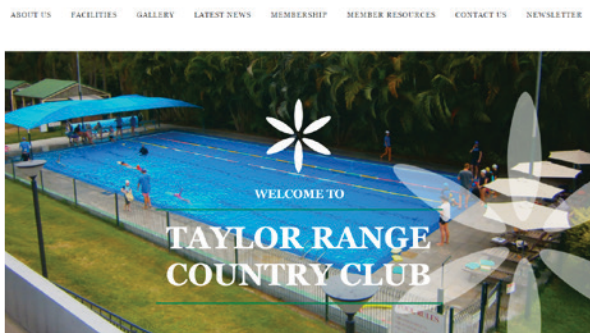 ABOUT US FACILITIES GALLERY LATEST NEWS MEMBERSHIP MEMBER RESOURCES CONTACT US NEWSLETTER
WELCOME TO
TAYLOR RANGE
COUNTRY CLUB